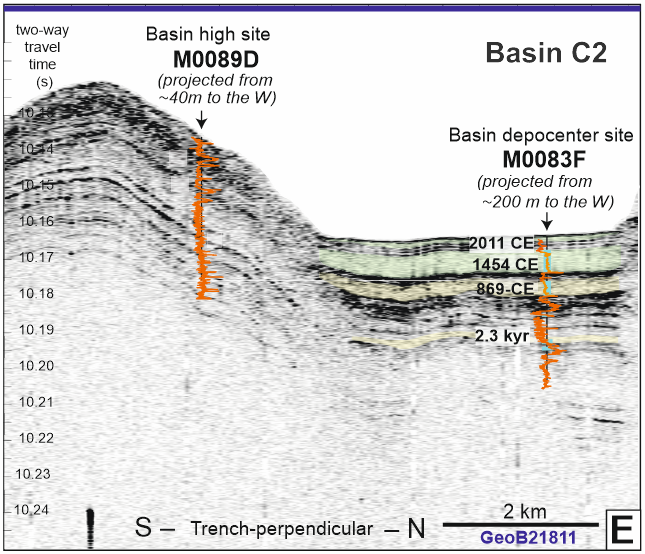 two-way
travel
time
(s)
Basin high site
M0089D
(projected from
~40m to the W)
Basin C2
Basin depocenter site
M0083F
(projected from
~200 m to the W)
10.13
10.14
10.15
10.16
10.17
10.18
10.19
10.20
10.21
10.22
10.23
10.24
2011 CE
1454 CE
869-CE
2.3 kyr
S – Trench-perpendicular – N
2 km
GeoB21811
E